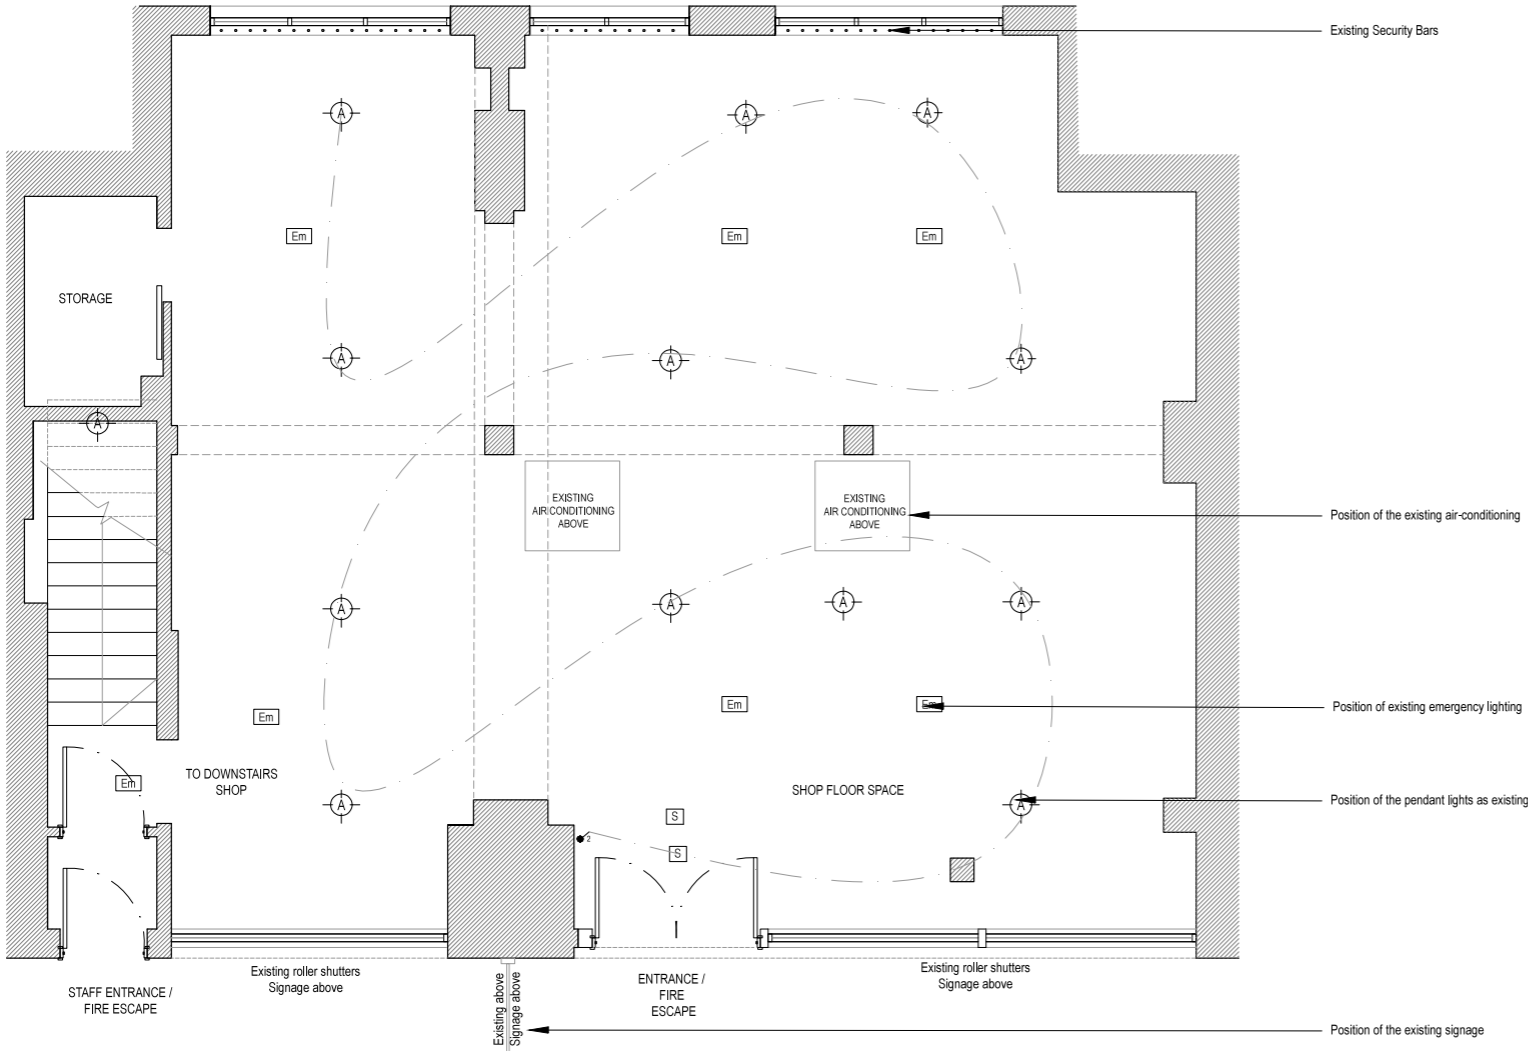 Existing Security Bars
A
A
A
Em
Em
Em
STORAGE
A
A
A
A
EXISTING
AIR CONDITIONING
ABOVE
EXISTING
AIR CONDITIONING
ABOVE
Position of the existing air-conditioning
A
A
A
A
Em
Em
Em
Position of existing emergency lighting
Em
TO DOWNSTAIRS
SHOP
SHOP FLOOR SPACE
A
A
Position of the pendant lights as existing
S
2
S
Existing roller shutters
Signage above
Existing roller shutters
Signage above
STAFF ENTRANCE /
FIRE ESCAPE
Existing above
Signage above
ENTRANCE /
FIRE
ESCAPE
Position of the existing signage